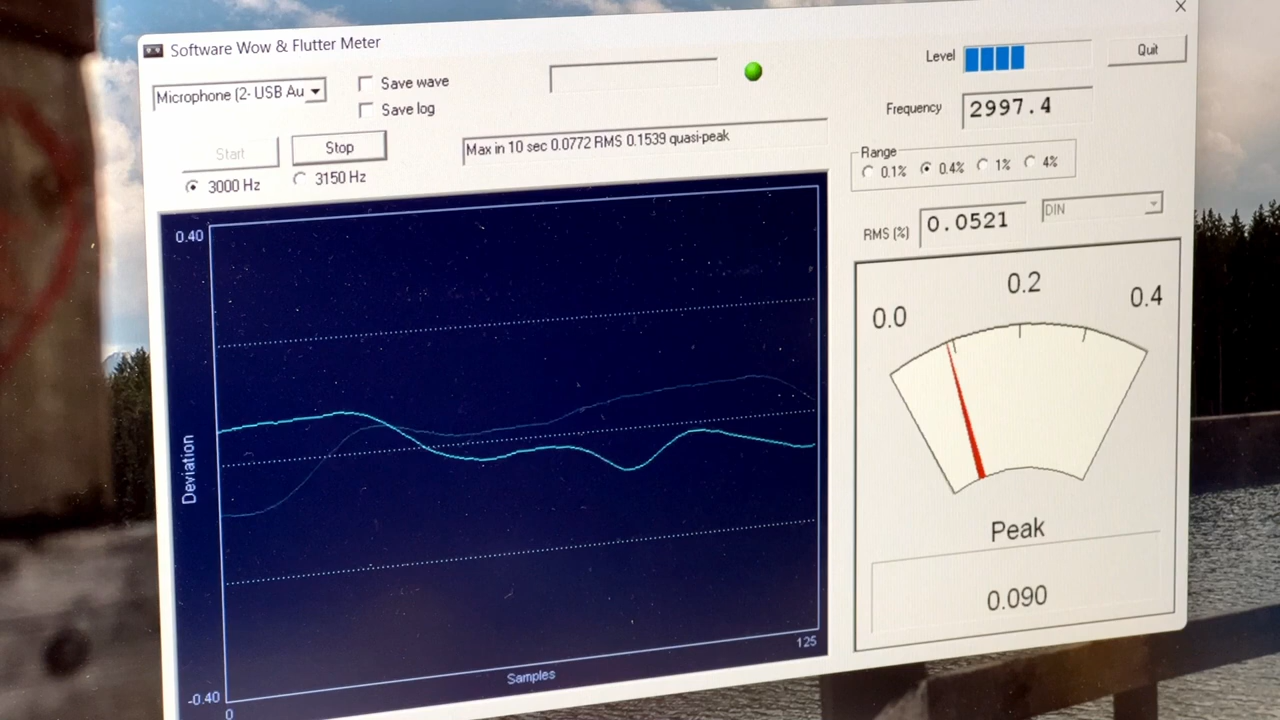 Software Wow & Flutter Meter
Microphone (2- USB Au
Save wave
Save log
Level
Quit
Frequency
2997.4
Start
Stop
Max in 10 sec 0.0772 RMS 0.1539 quasi-peak
3000 Hz
3150 Hz
Range
0.1%
0.4%
1%
4%
RMS (%)
0.0521
DIN
0.40
Deviation
-0.40
0
Samples
125
0.0
0.2
0.4
Peak
0.090